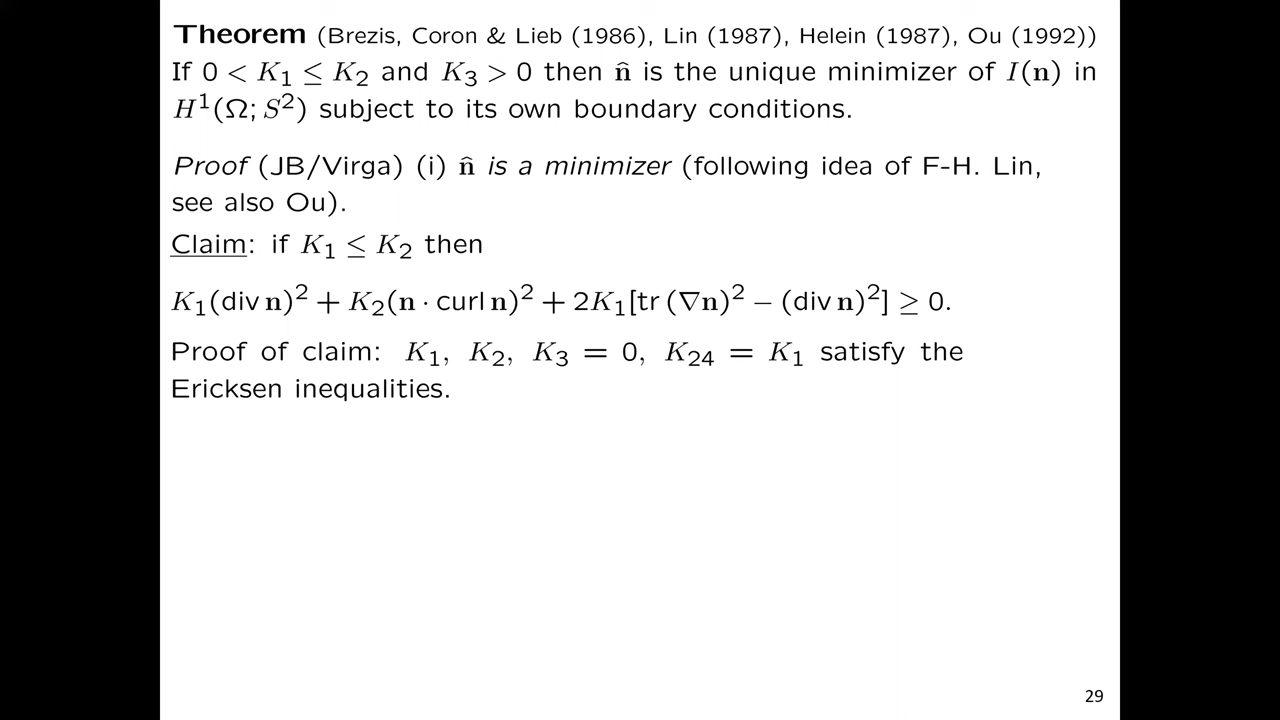 Theorem (Brezis, Coron & Lieb (1986), Lin (1987), Helein (1987), Ou (1992))
If 0 < K₁ ≤ K₂ and K₃ > 0 then n̂ is the unique minimizer of I(n) in
H¹(Ω; S²) subject to its own boundary conditions.
Proof (JB/Virga) (i) n̂ is a minimizer (following idea of F-H. Lin,
see also Ou).
Claim: if K₁ ≤ K₂ then
K₁(div n)² + K₂(n · curl n)² + 2K₁[tr (∇n)² − (div n)²] ≥ 0.
Proof of claim: K₁, K₂, K₃ = 0, K₂₄ = K₁ satisfy the
Ericksen inequalities.
29